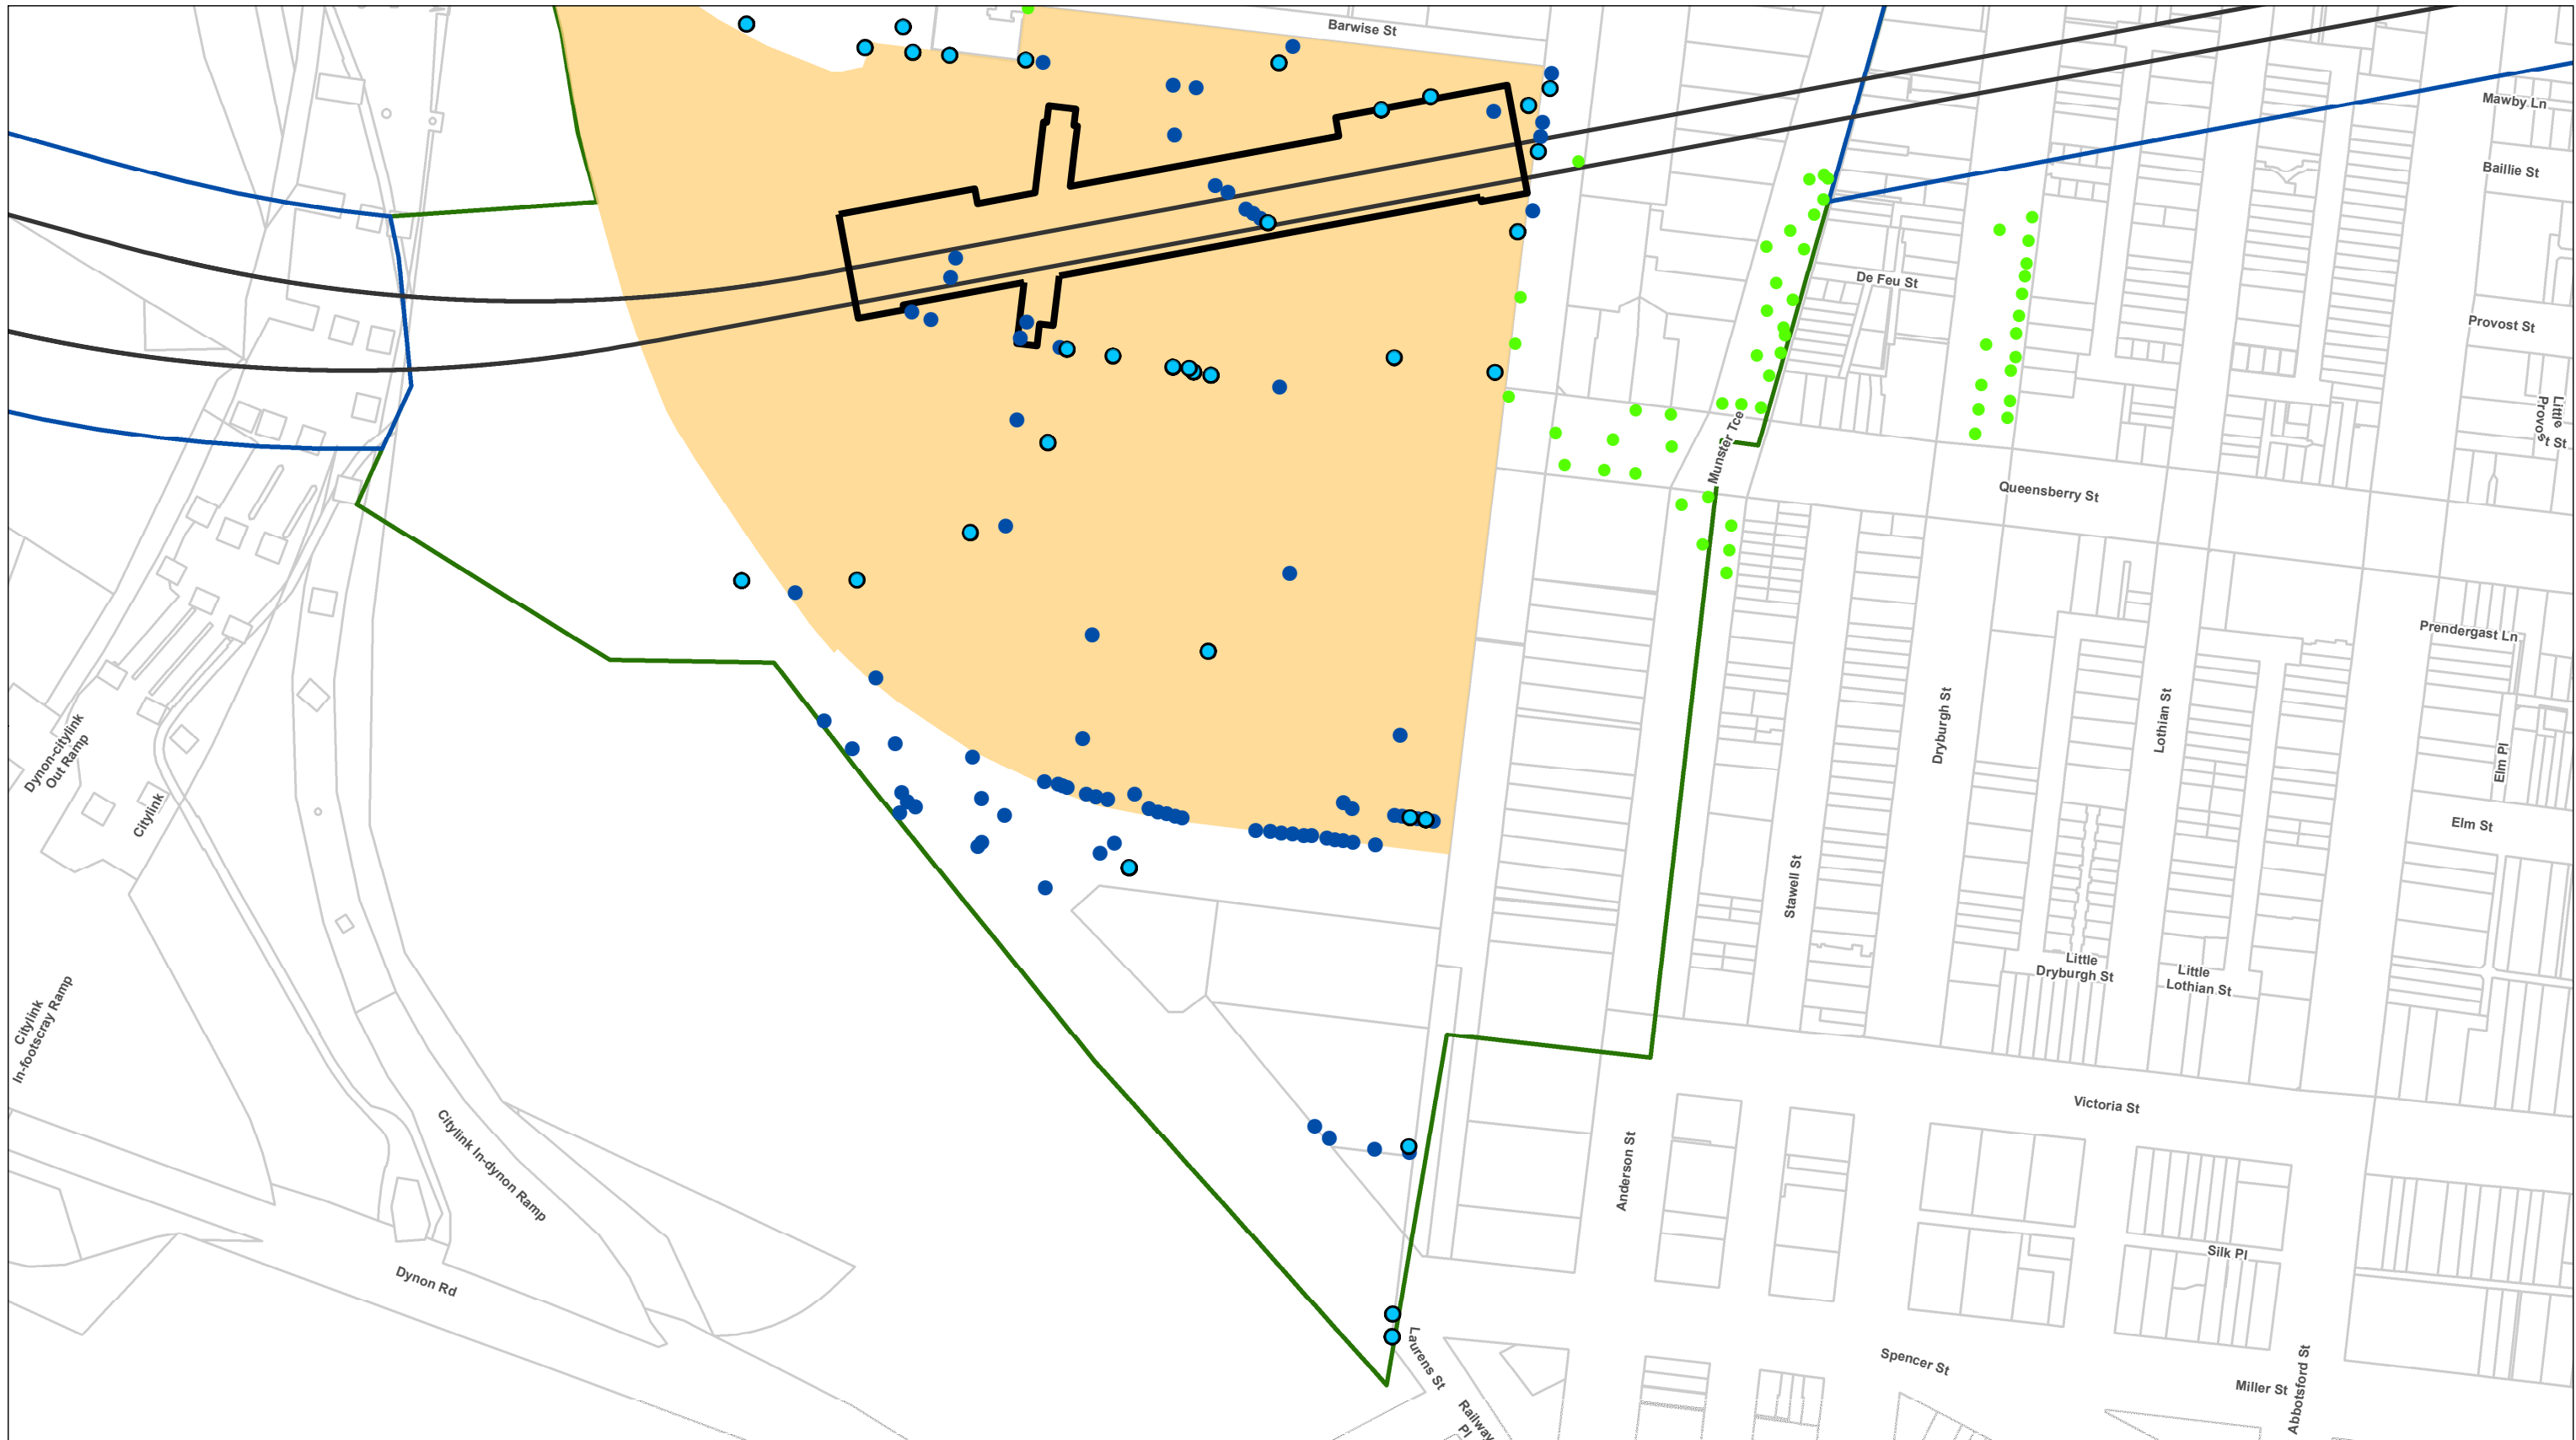 Barwise St
Mawby Ln
Baillie St
De Feu St
Provost St
Little
Provost St
Munster Tce
Queensberry St
Prendergast Ln
Dryburgh St
Lothian St
Elm Pl
Dynon-citylink
Out Ramp
Citylink
Elm St
Stawell St
Little
Dryburgh St
Little
Lothian St
Citylink
In-footscray Ramp
Victoria St
Citylink In-dynon Ramp
Anderson St
Silk Pl
Dynon Rd
Laurens St
Spencer St
Miller St
Abbotsford St
Railway
Pl